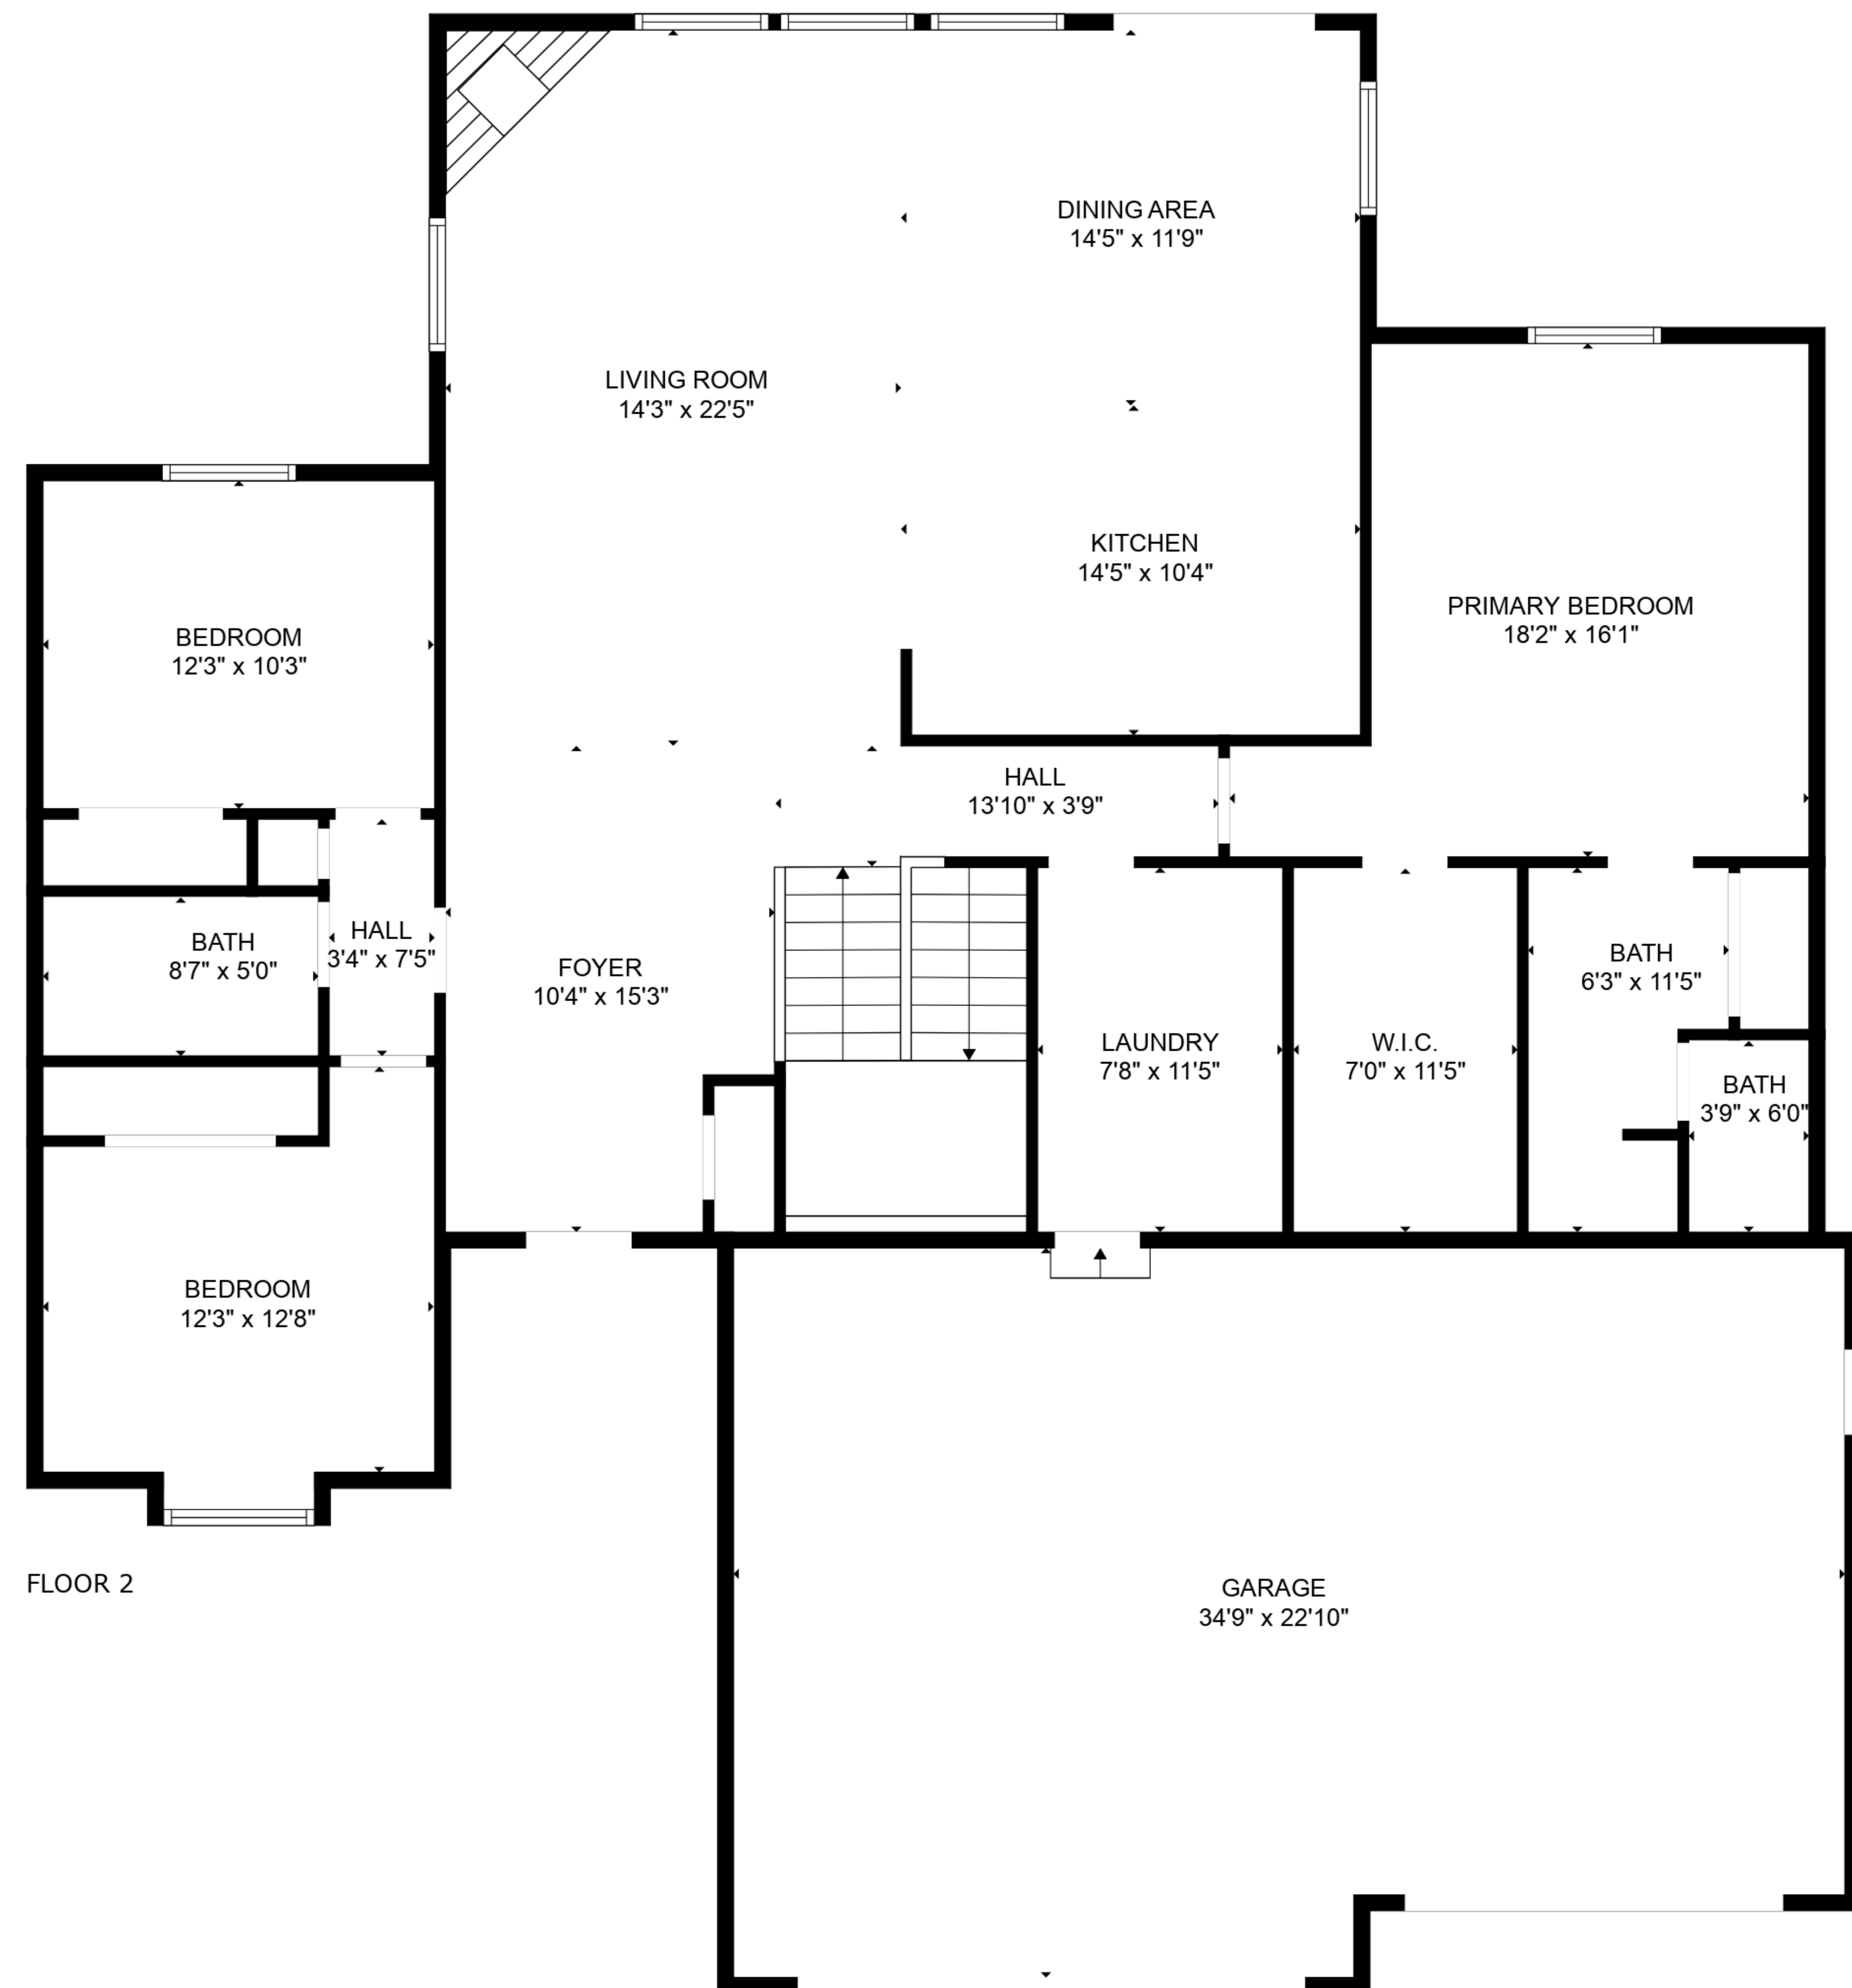 DINING AREA
14'5" x 11'9"
LIVING ROOM
14'3" x 22'5"
KITCHEN
14'5" x 10'4"
PRIMARY BEDROOM
18'2" x 16'1"
BEDROOM
12'3" x 10'3"
HALL
13'10" x 3'9"
BATH
8'7" x 5'0"
HALL
3'4" x 7'5"
FOYER
10'4" x 15'3"
BATH
6'3" x 11'5"
LAUNDRY
7'8" x 11'5"
W.I.C.
7'0" x 11'5"
BATH
3'9" x 6'0"
BEDROOM
12'3" x 12'8"
FLOOR 2
GARAGE
34'9" x 22'10"